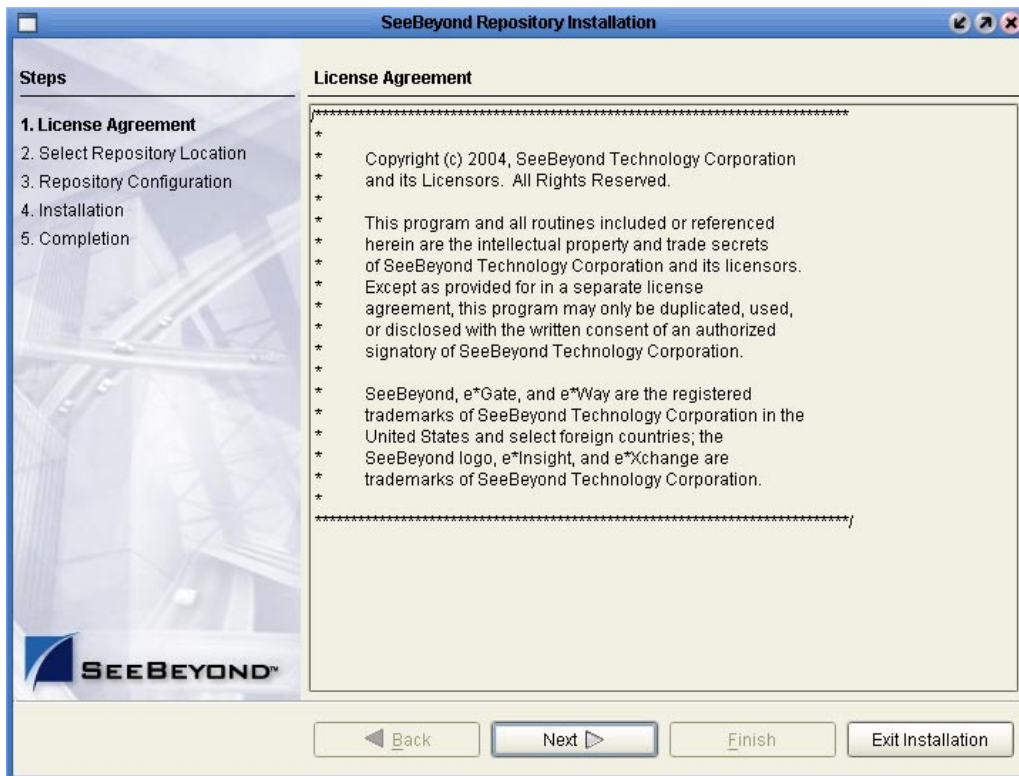 SeeBeyond Repository Installation
Steps
1. License Agreement
2. Select Repository Location
3. Repository Configuration
4. Installation
5. Completion
SEEBEYOND™
License Agreement
/**************************************************************************
*
* Copyright (c) 2004, SeeBeyond Technology Corporation
* and its Licensors. All Rights Reserved.
*
* This program and all routines included or referenced
* herein are the intellectual property and trade secrets
* of SeeBeyond Technology Corporation and its licensors.
* Except as provided for in a separate license
* agreement, this program may only be duplicated, used,
* or disclosed with the written consent of an authorized
* signatory of SeeBeyond Technology Corporation.
*
* SeeBeyond, e*Gate, and e*Way are the registered
* trademarks of SeeBeyond Technology Corporation in the
* United States and select foreign countries; the
* SeeBeyond logo, e*Insight, and e*Xchange are
* trademarks of SeeBeyond Technology Corporation.
*
**************************************************************************/
Back
Next
Finish
Exit Installation